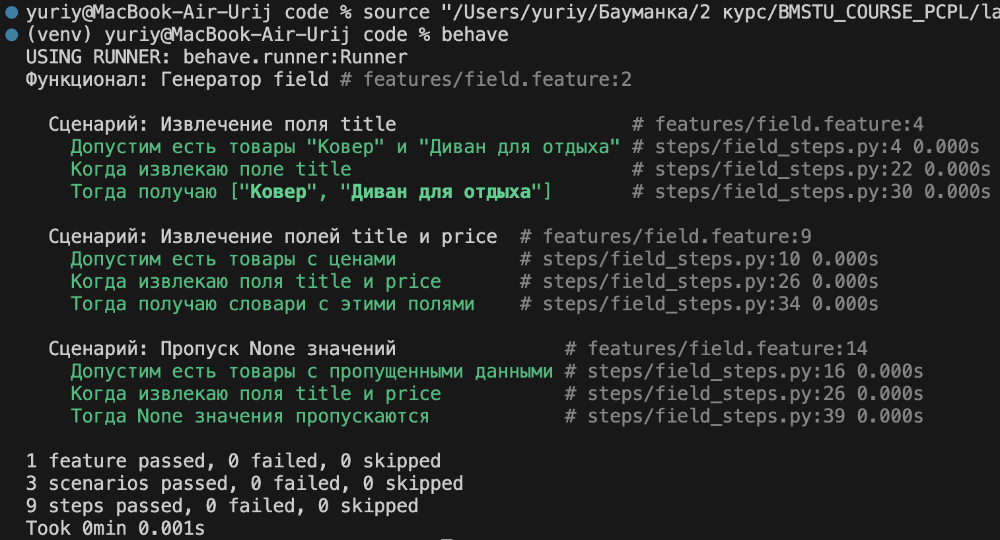 yuriy@MacBook-Air-Urij code % source "/Users/yuriy/Бауманка/2 курс/BMSTU_COURSE_PCPL/la
(venv) yuriy@MacBook-Air-Urij code % behave
USING RUNNER: behave.runner:Runner
Функционал: Генератор field # features/field.feature:2
Сценарий: Извлечение поля title # features/field.feature:4
Допустим есть товары "Ковер" и "Диван для отдыха" # steps/field_steps.py:4 0.000s
Когда извлекаю поле title # steps/field_steps.py:22 0.000s
Тогда получаю ["Ковер", "Диван для отдыха"] # steps/field_steps.py:30 0.000s
Сценарий: Извлечение полей title и price # features/field.feature:9
Допустим есть товары с ценами # steps/field_steps.py:10 0.000s
Когда извлекаю поля title и price # steps/field_steps.py:26 0.000s
Тогда получаю словари с этими полями # steps/field_steps.py:34 0.000s
Сценарий: Пропуск None значений # features/field.feature:14
Допустим есть товары с пропущенными данными # steps/field_steps.py:16 0.000s
Когда извлекаю поля title и price # steps/field_steps.py:26 0.000s
Тогда None значения пропускаются # steps/field_steps.py:39 0.000s
1 feature passed, 0 failed, 0 skipped
3 scenarios passed, 0 failed, 0 skipped
9 steps passed, 0 failed, 0 skipped
Took 0min 0.001s